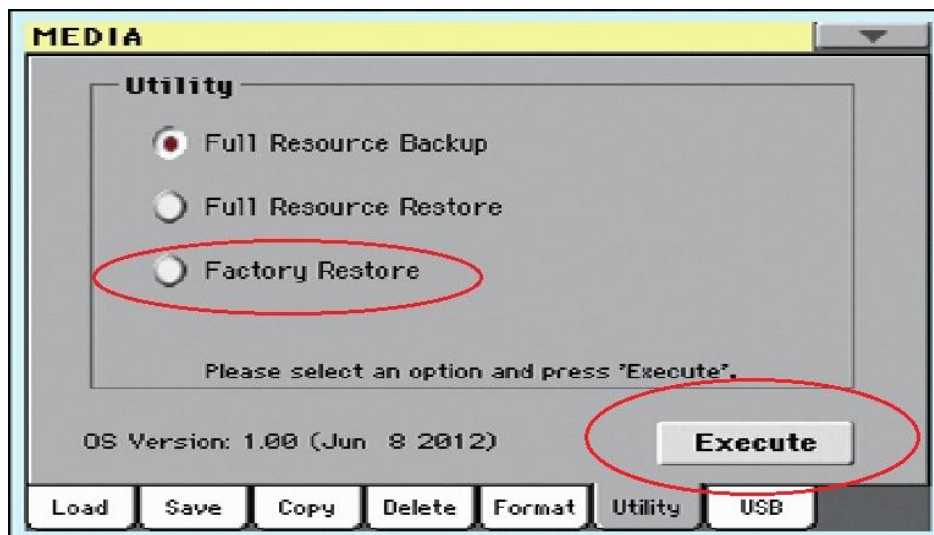 MEDIA
Utility
Full Resource Backup
Full Resource Restore
Factory Restore
Please select an option and press "Execute".
OS Version: 1.00 (Jun 8 2012)
Execute
Load Save Copy Delete Format Utility USB